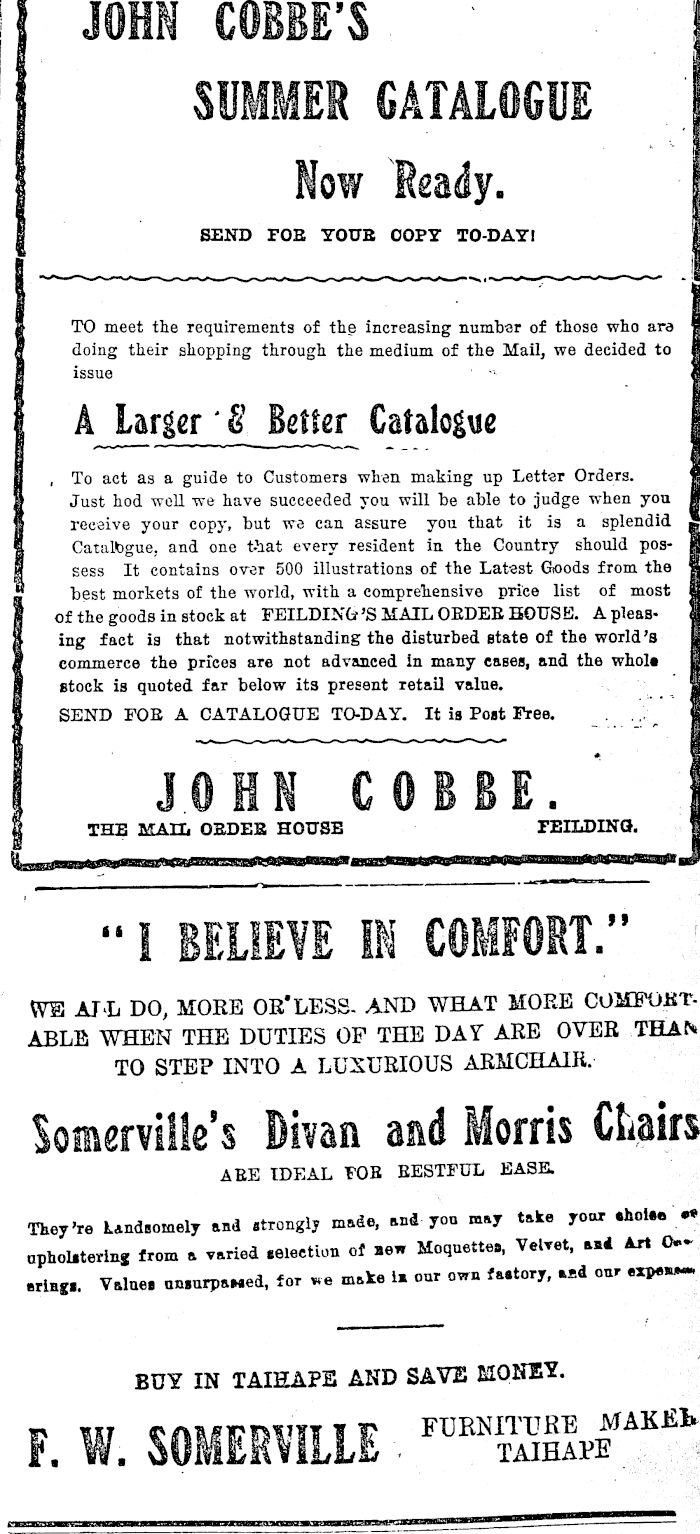 JOHN COBBE'S
SUMMER CATALOGUE
Now Ready.
SEND FOR YOUR COPY TO-DAY!
TO meet the requirements of the increasing number of those who are
doing their shopping through the medium of the Mail, we decided to
issue
A Larger & Better Catalogue
To act as a guide to Customers when making up Letter Orders.
Just hod well we have succeeded you will be able to judge when you
receive your copy, but we can assure you that it is a splendid
Catalogue, and one that every resident in the Country should pos-
sess It contains over 500 illustrations of the Latest Goods from the
best morkets of the world, with a comprehensive price list of most
of the goods in stock at FEILDING'S MAIL ORDER HOUSE. A pleas-
ing fact is that notwithstanding the disturbed state of the world's
commerce the prices are not advanced in many cases, and the whole
stock is quoted far below its present retail value.
SEND FOR A CATALOGUE TO-DAY. It is Post Free.
JOHN COBBE.
THE MAIL ORDER HOUSE FEILDING.
"I BELIEVE IN COMFORT."
WE ALL DO, MORE OR LESS. AND WHAT MORE COMFORT-
ABLE WHEN THE DUTIES OF THE DAY ARE OVER THAN
TO STEP INTO A LUXURIOUS ARMCHAIR.
Somerville's Divan and Morris Chairs
ARE IDEAL FOR RESTFUL EASE.
They're handsomely and strongly made, and you may take your choise of
upholstering from a varied selection of new Moquettes, Velvet, and Art
erings. Values unsurpassed, for we make in our own factory, and our
BUY IN TAIHAPE AND SAVE MONEY.
F. W. SOMERVILLE FURNITURE MAKER
TAIHAPE